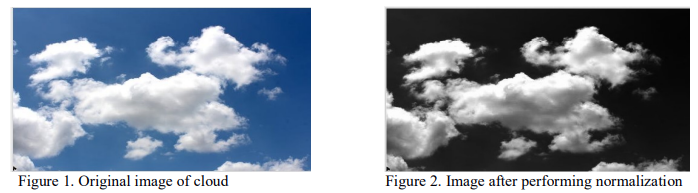 Figure 1. Original image of cloud
Figure 2. Image after performing normalization